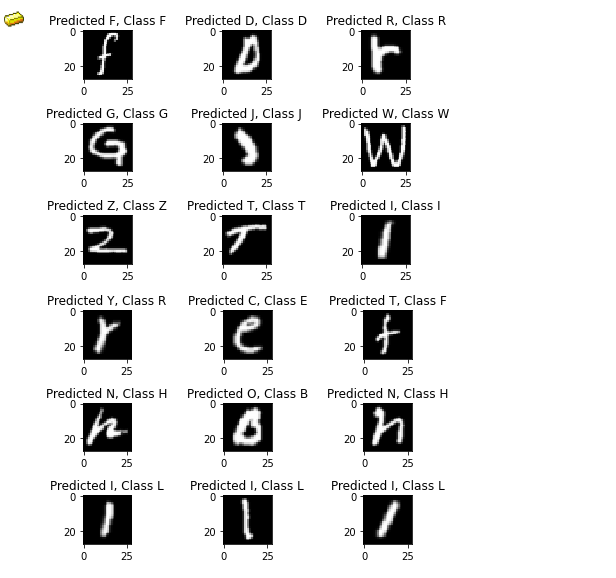 Predicted F, Class F Predicted D, Class D Predicted R, Class R
0 0 0
f D r
20 20 20
0 25 0 25 0 25
Predicted G, Class G Predicted J, Class J Predicted W, Class W
0 0 0
G J W
20 20 20
0 25 0 25 0 25
Predicted Z, Class Z Predicted T, Class T Predicted I, Class I
0 0 0
Z T I
20 20 20
0 25 0 25 0 25
Predicted Y, Class R Predicted C, Class E Predicted T, Class F
0 0 0
r e f
20 20 20
0 25 0 25 0 25
Predicted N, Class H Predicted O, Class B Predicted N, Class H
0 0 0
h B h
20 20 20
0 25 0 25 0 25
Predicted I, Class L Predicted I, Class L Predicted I, Class L
0 0 0
l l l
20 20 20
0 25 0 25 0 25